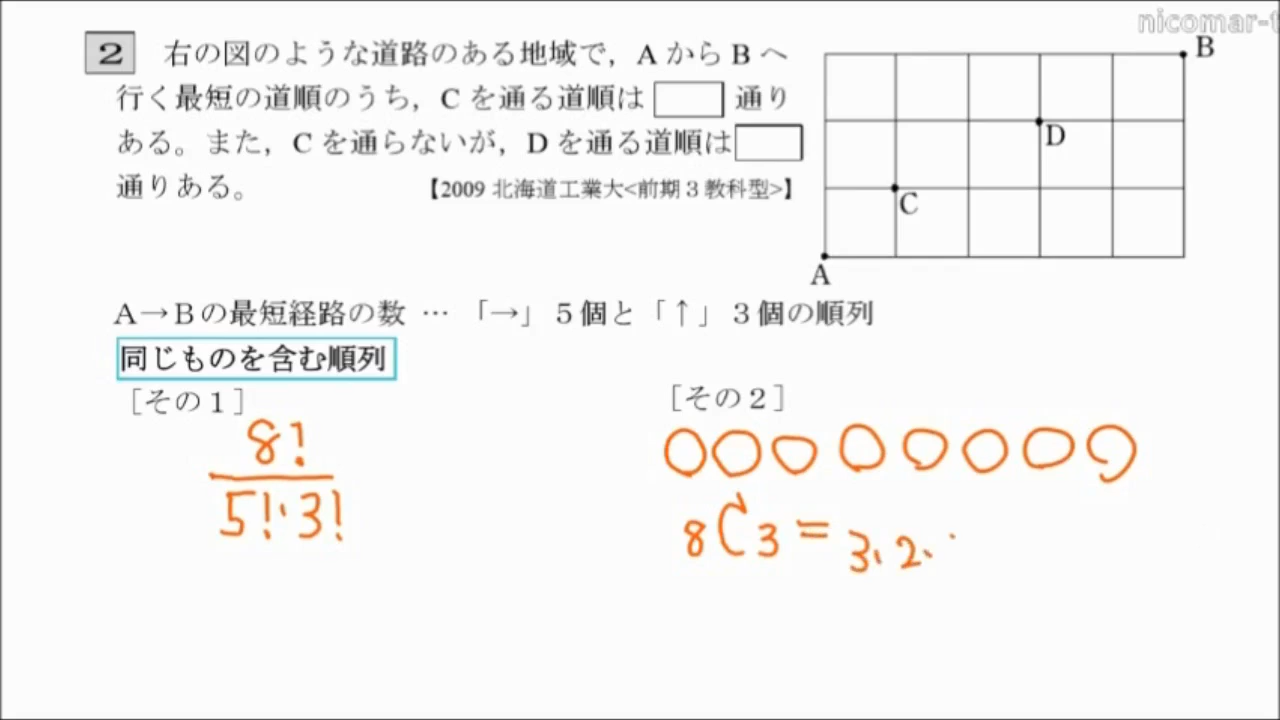 nicomar-t
2 右の図のような道路のある地域で，AからBへ
行く最短の道順のうち，Cを通る道順は 通り
ある。また，Cを通らないが，Dを通る道順は
通りある。 【2009 北海道工業大<前期３教科型>】
B
D
C
A
A→Bの最短経路の数 … 「→」５個と「↑」３個の順列
同じものを含む順列
［その１］
8!
5!·3!
［その２］
○○○○○○○○
8C3 = 3.2.